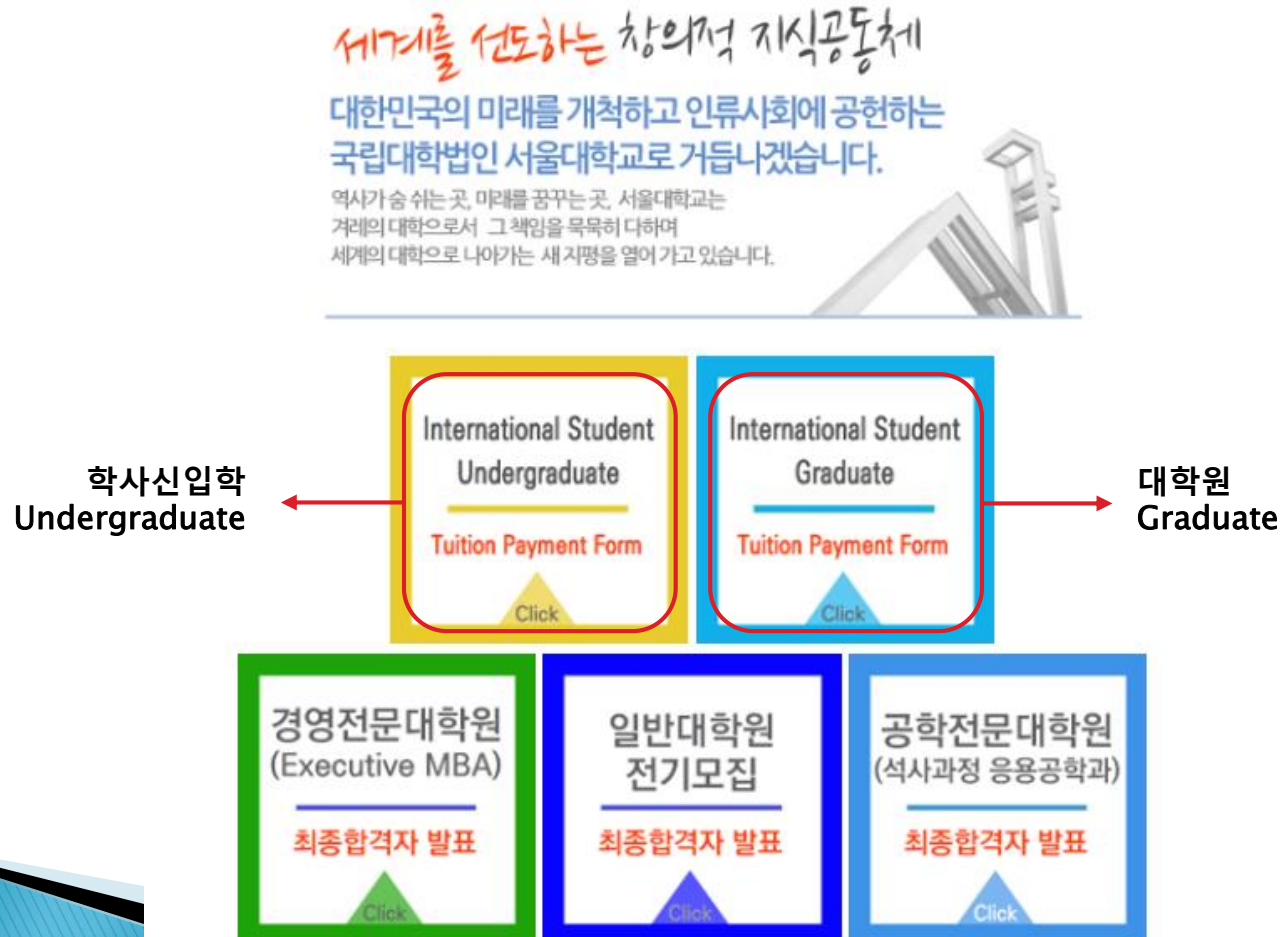 세계를 선도하는 창의적 지식공동체
대한민국의 미래를 개척하고 인류사회에 공헌하는
국립대학법인 서울대학교로 거듭나겠습니다.
역사가 숨 쉬는 곳, 미래를 꿈꾸는 곳, 서울대학교는
겨레의 대학으로서 그 책임을 묵묵히 다하며
세계의 대학으로 나아가는 새 지평을 열어 가고 있습니다.
학사신입학
Undergraduate
International Student
Undergraduate
Tuition Payment Form
Click
International Student
Graduate
Tuition Payment Form
Click
대학원
Graduate
경영전문대학원
(Executive MBA)
최종합격자 발표
Click
일반대학원
전기모집
최종합격자 발표
Click
공학전문대학원
(석사과정 응용공학과)
최종합격자 발표
Click